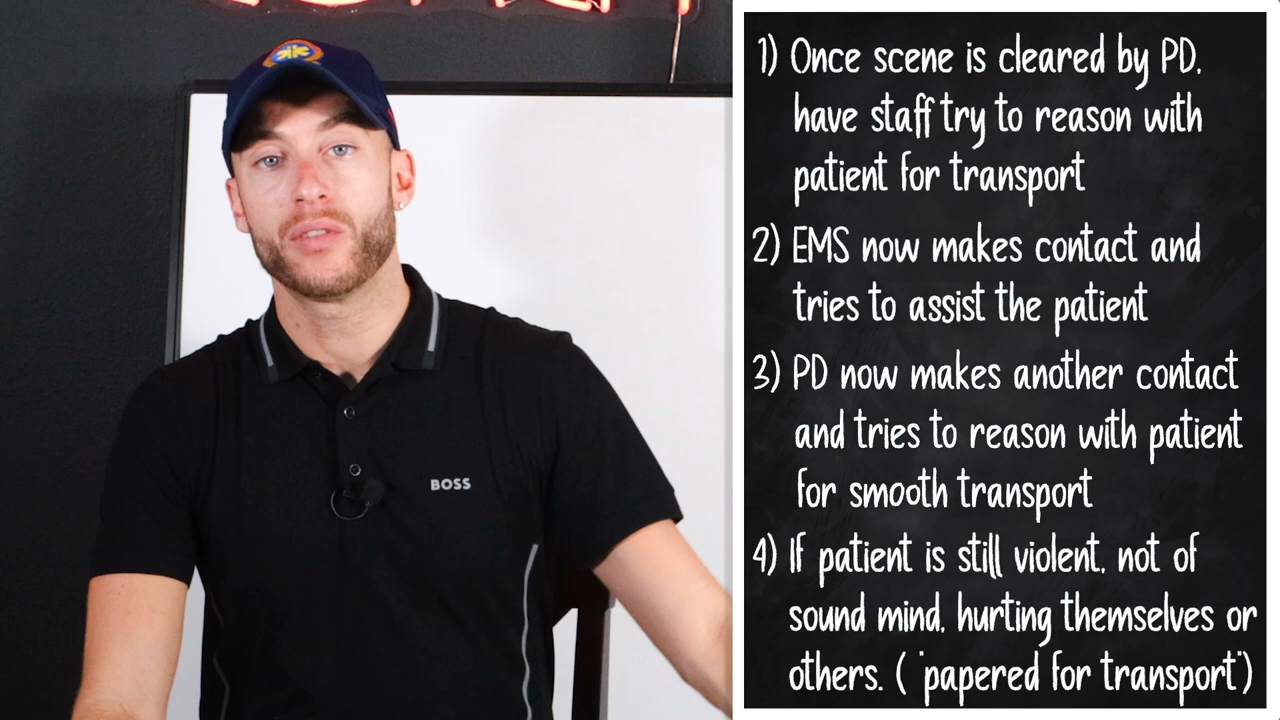 BOSS
1) Once scene is cleared by PD,
have staff try to reason with
patient for transport
2) EMS now makes contact and
tries to assist the patient
3) PD now makes another contact
and tries to reason with patient
for smooth transport
4) If patient is still violent, not of
sound mind, hurting themselves or
others. ( "papered for transport")